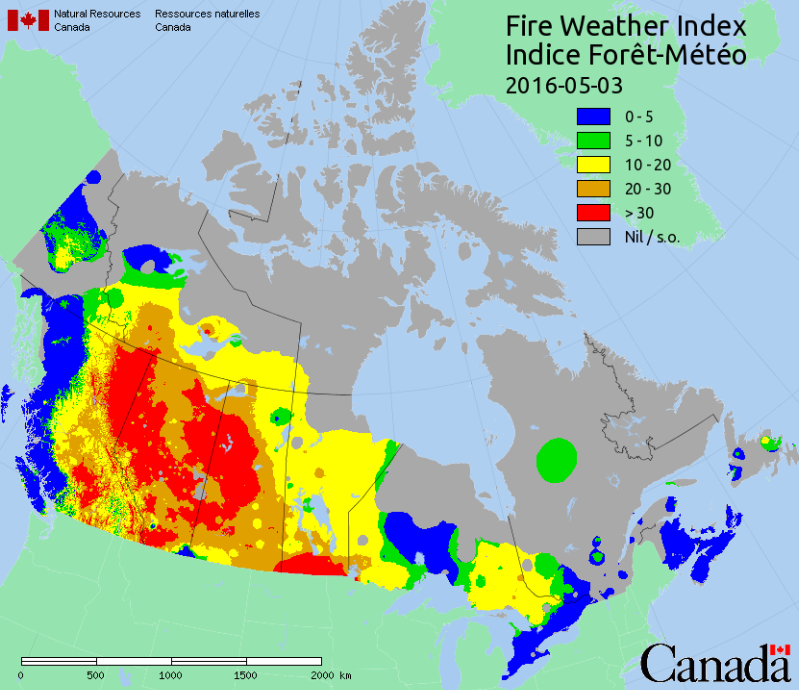 Natural Resources Ressources naturelles
Canada Canada
Fire Weather Index
Indice Forêt-Météo
2016-05-03
0 - 5
5 - 10
10 - 20
20 - 30
> 30
Nil / s.o.
0 500 1000 1500 2000 km
Canada